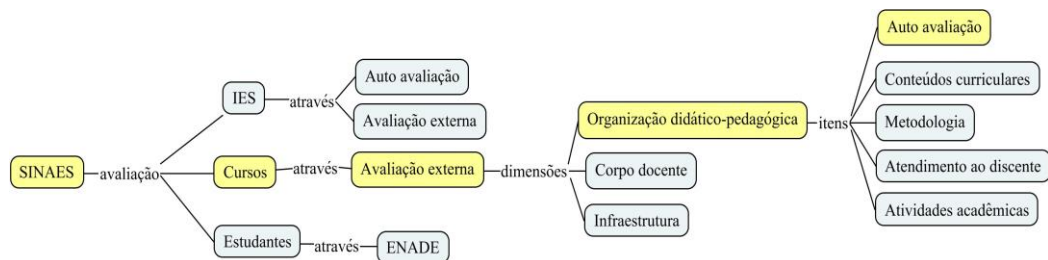 SINAES
avaliação
IES
através
Auto avaliação
Avaliação externa
Cursos
através
Avaliação externa
dimensões
Organização didático-pedagógica
itens
Auto avaliação
Conteúdos curriculares
Metodologia
Atendimento ao discente
Atividades acadêmicas
Corpo docente
Infraestrutura
Estudantes
através
ENADE